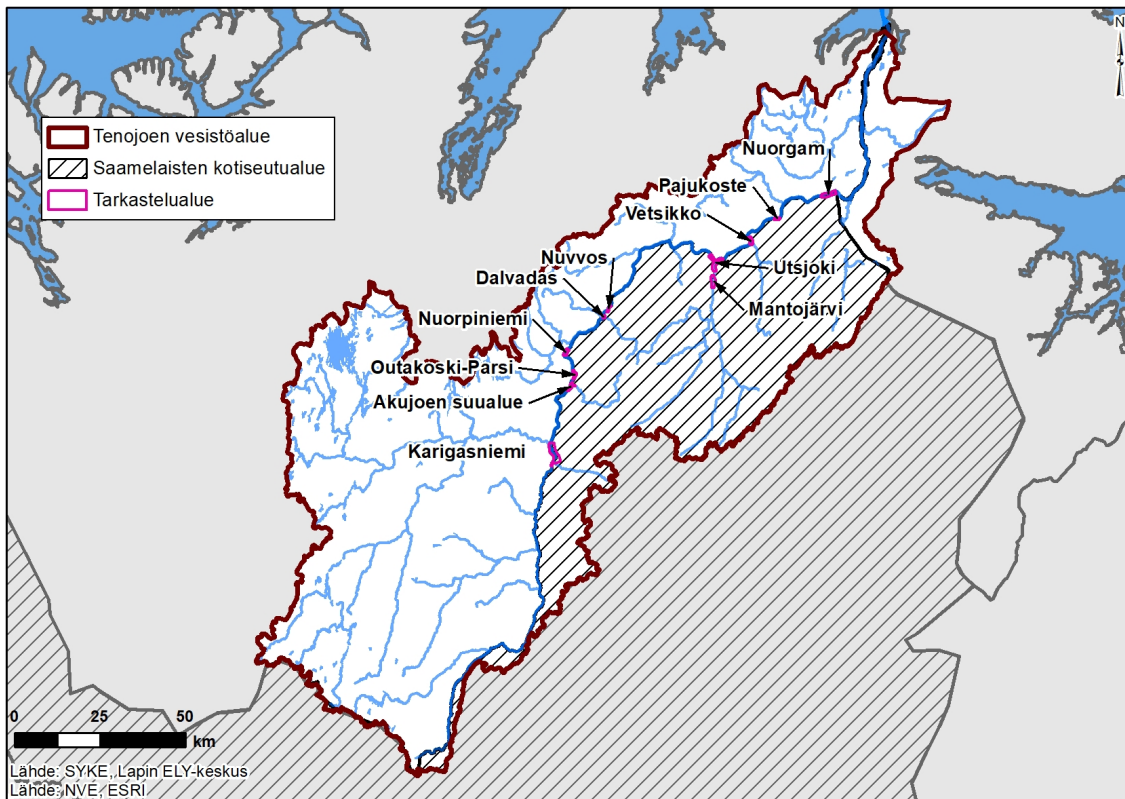 N
Tenojoen vesistöalue
Saamelaisten kotiseutualue
Tarkastelualue
Nuorgam
Pajukoste
Vetsikko
Nuvvos
Utsjoki
Dalvadas
Mantojärvi
Nuorpiniemi
Outakoski-Parsi
Akujoen suualue
Karigasniemi
0 25 50
km
Lähde: SYKE, Lapin ELY-keskus
Lähde: NVE, ESRI